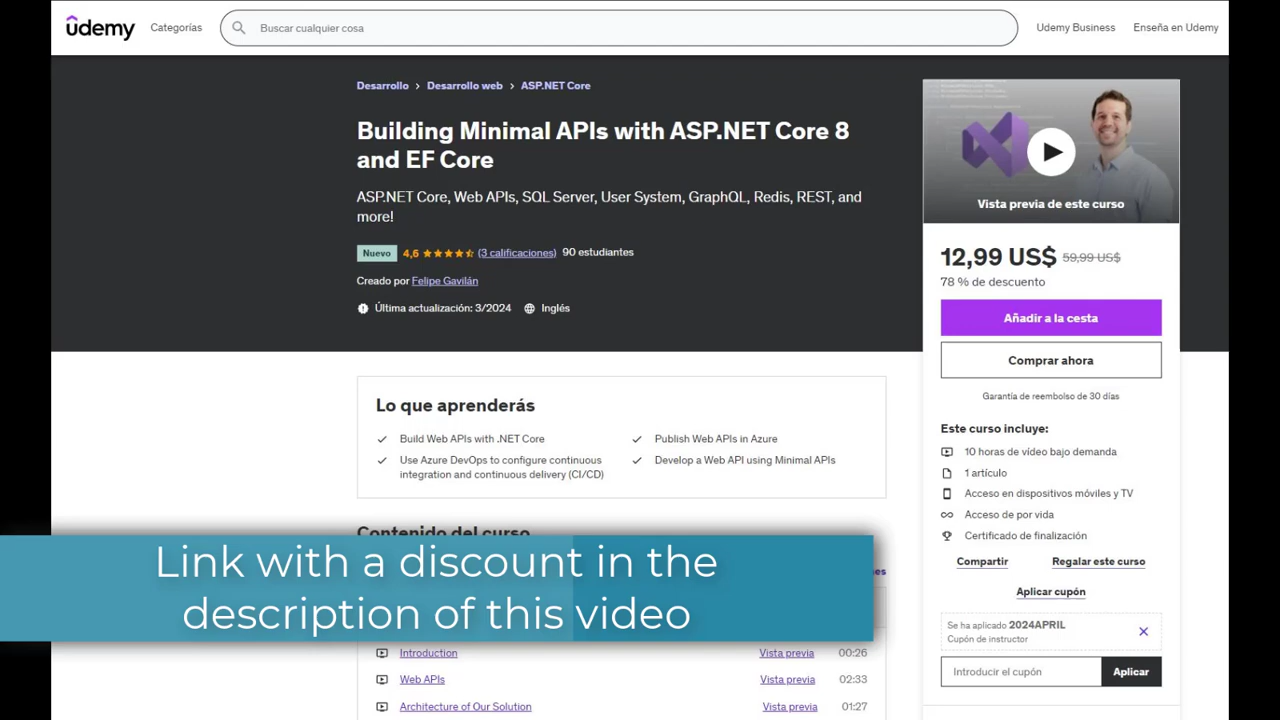 Udemy
Categorías
Buscar cualquier cosa
Udemy Business
Enseña en Udemy
Desarrollo
Desarrollo web
ASP.NET Core
Building Minimal APIs with ASP.NET Core 8
and EF Core
ASP.NET Core, Web APIs, SQL Server, User System, GraphQL, Redis, REST, and
more!
Nuevo 4,6 (3 calificaciones) 90 estudiantes
Creado por Felipe Gavilán
Última actualización: 3/2024 Inglés
Vista previa de este curso
12,99 US$ 59,99 US$
78 % de descuento
Añadir a la cesta
Comprar ahora
Garantía de reembolso de 30 días
Este curso incluye:
10 horas de vídeo bajo demanda
1 artículo
Acceso en dispositivos móviles y TV
Acceso de por vida
Certificado de finalización
Compartir
Regalar este curso
Aplicar cupón
Se ha aplicado 2024APRIL
Cupón de instructor
Introducir el cupón
Aplicar
Lo que aprenderás
Build Web APIs with .NET Core
Use Azure DevOps to configure continuous
integration and continuous delivery (CI/CD)
Publish Web APIs in Azure
Develop a Web API using Minimal APIs
Contenido del curso
Link with a discount in the
description of this video
Introduction Vista previa 00:26
Web APIs Vista previa 02:33
Architecture of Our Solution Vista previa 01:27